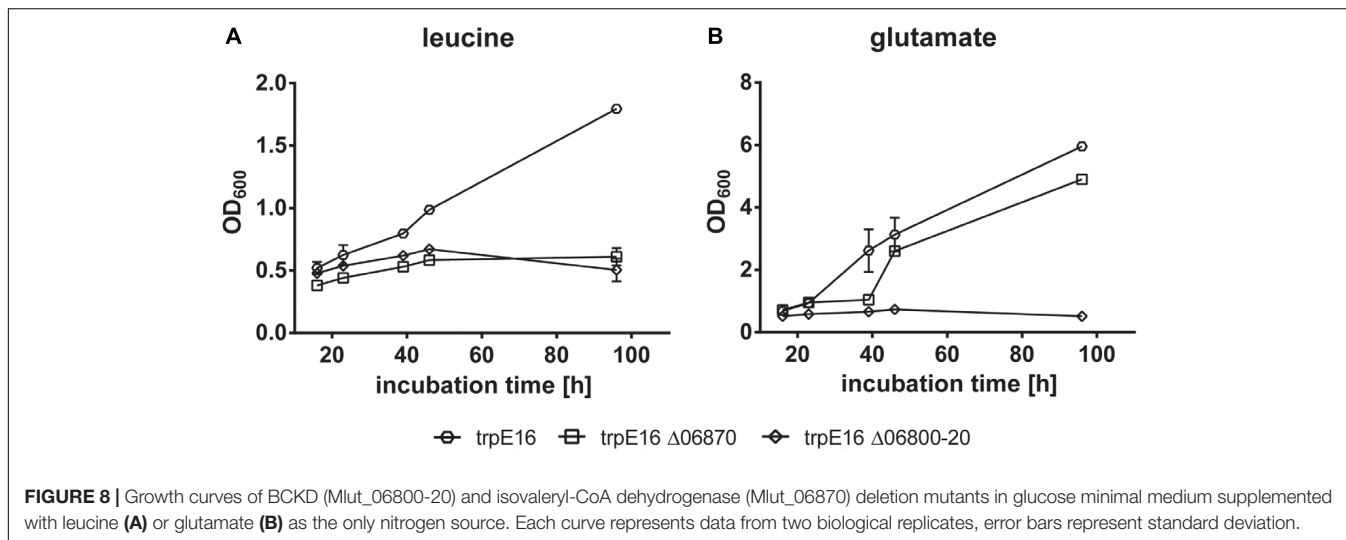 A leucine
2.0
1.5
1.0
0.5
0.0
OD600
20 40 60 80 100
incubation time [h]
B glutamate
8
6
4
2
0
OD600
20 40 60 80 100
incubation time [h]
trpE16 trpE16 Δ06870 trpE16 Δ06800-20
FIGURE 8 | Growth curves of BCKD (Mlut_06800-20) and isovaleryl-CoA dehydrogenase (Mlut_06870) deletion mutants in glucose minimal medium supplemented
with leucine (A) or glutamate (B) as the only nitrogen source. Each curve represents data from two biological replicates, error bars represent standard deviation.